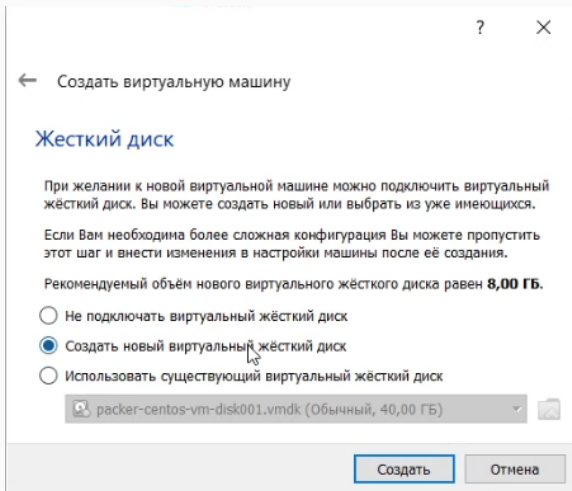 ?
Создать виртуальную машину
Жесткий диск
При желании к новой виртуальной машине можно подключить виртуальный
жёсткий диск. Вы можете создать новый или выбрать из уже имеющихся.
Если Вам необходима более сложная конфигурация Вы можете пропустить
этот шаг и внести изменения в настройки машины после её создания.
Рекомендуемый объём нового виртуального жёсткого диска равен 8,00 ГБ.
Не подключать виртуальный жёсткий диск
Создать новый виртуальный жёсткий диск
Использовать существующий виртуальный жёсткий диск
packer-centos-vm-disk001.vmdk (Обычный, 40,00 ГБ)
Создать Отмена